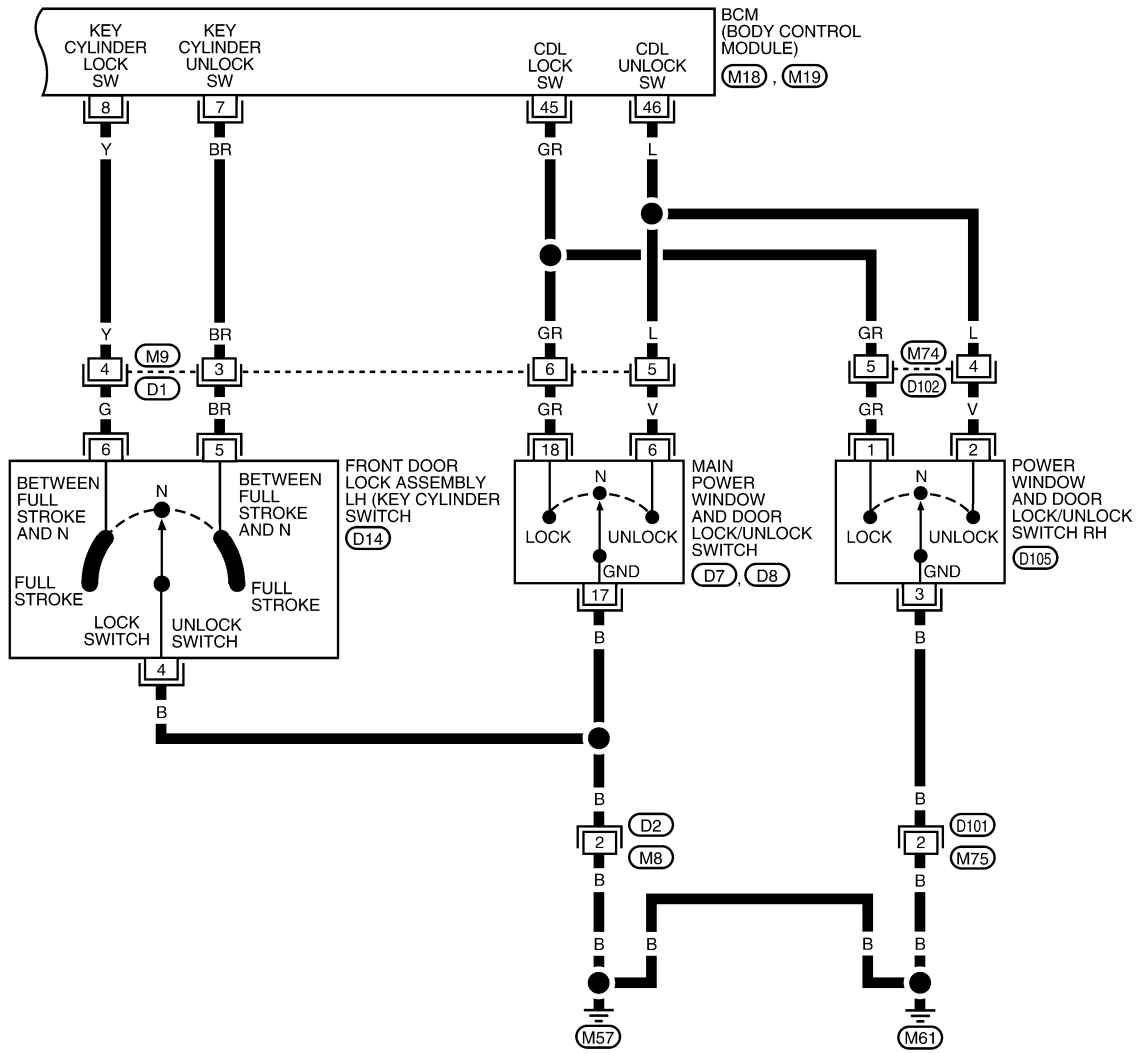 BCM
(BODY CONTROL
MODULE)
M18 , M19
KEY
CYLINDER
LOCK
SW
KEY
CYLINDER
UNLOCK
SW
CDL
LOCK
SW
CDL
UNLOCK
SW
8
7
45
46
Y
BR
GR
L
Y
BR
GR
L
GR
L
4
M9
D1
3
6
5
5
M74
D102
4
G
BR
GR
V
GR
V
6
5
18
6
1
2
BETWEEN
FULL
STROKE
AND N
N
BETWEEN
FULL
STROKE
AND N
FULL
STROKE
FULL
STROKE
LOCK
SWITCH
UNLOCK
SWITCH
FRONT DOOR
LOCK ASSEMBLY
LH (KEY CYLINDER
SWITCH
D14
N
LOCK
UNLOCK
GND
MAIN
POWER
WINDOW
AND DOOR
LOCK/UNLOCK
SWITCH
D7 , D8
N
LOCK
UNLOCK
GND
POWER
WINDOW
AND DOOR
LOCK/UNLOCK
SWITCH RH
D105
4
17
3
B
B
B
B
B
2
D2
M8
2
D101
M75
B
B
B
B
B
B
M57
M61